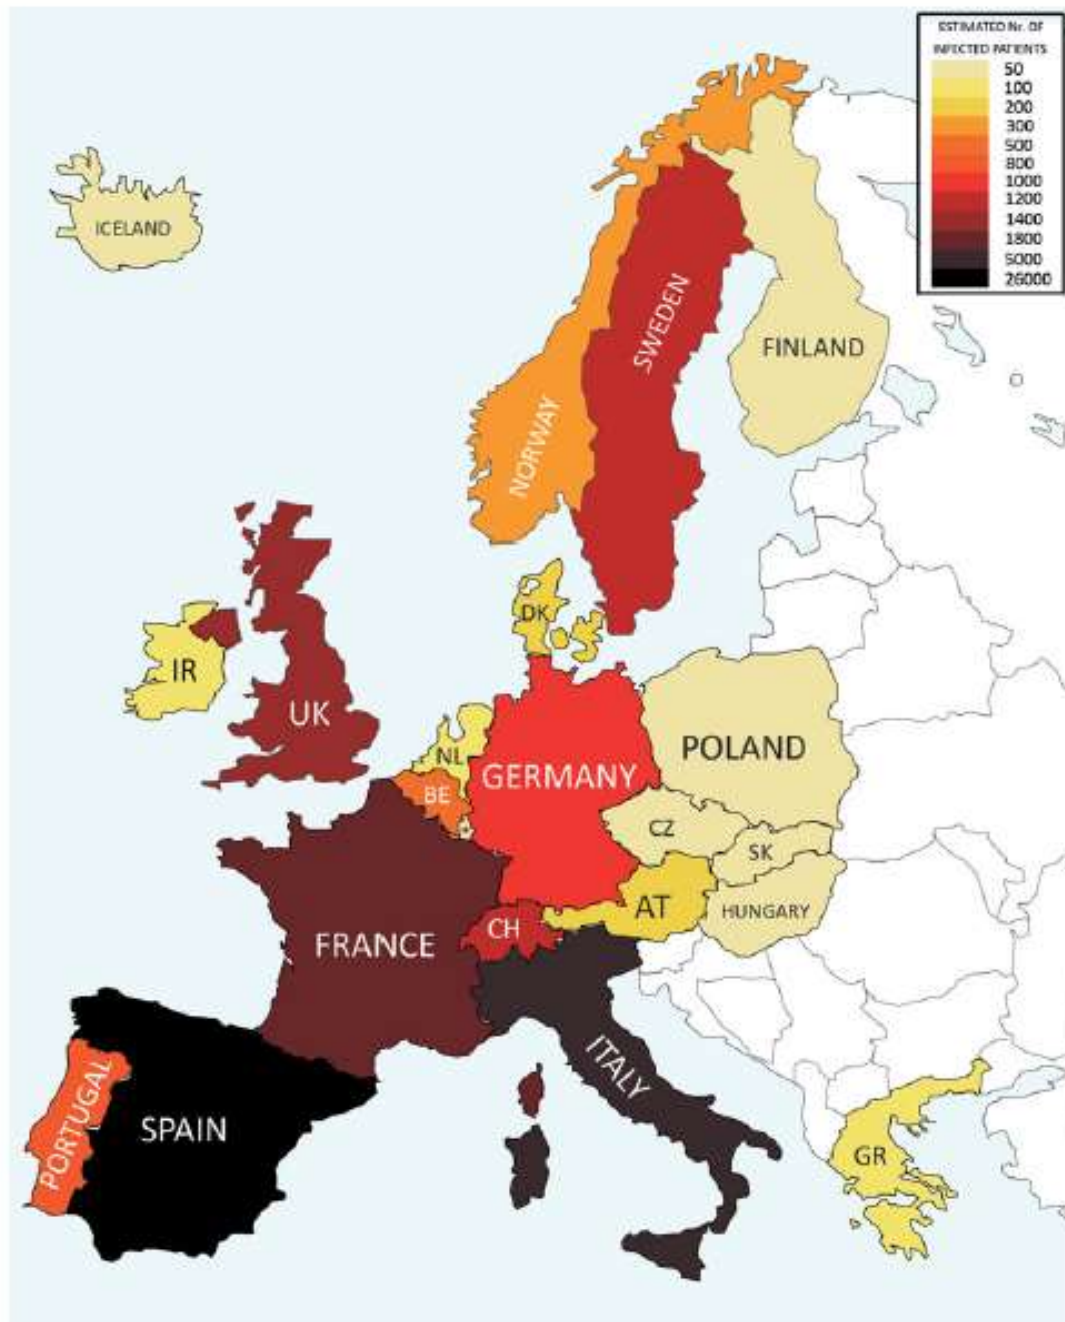 ESTIMATED Nr. OF
INFECTED PATIENTS
50
100
200
300
500
800
1000
1200
1400
1800
5000
26000
ICELAND
SWEDEN
FINLAND
NORWAY
DK
IR
UK
NL
BE
GERMANY
POLAND
CZ
SK
AT
HUNGARY
CH
FRANCE
ITALY
PORTUGAL
SPAIN
GR